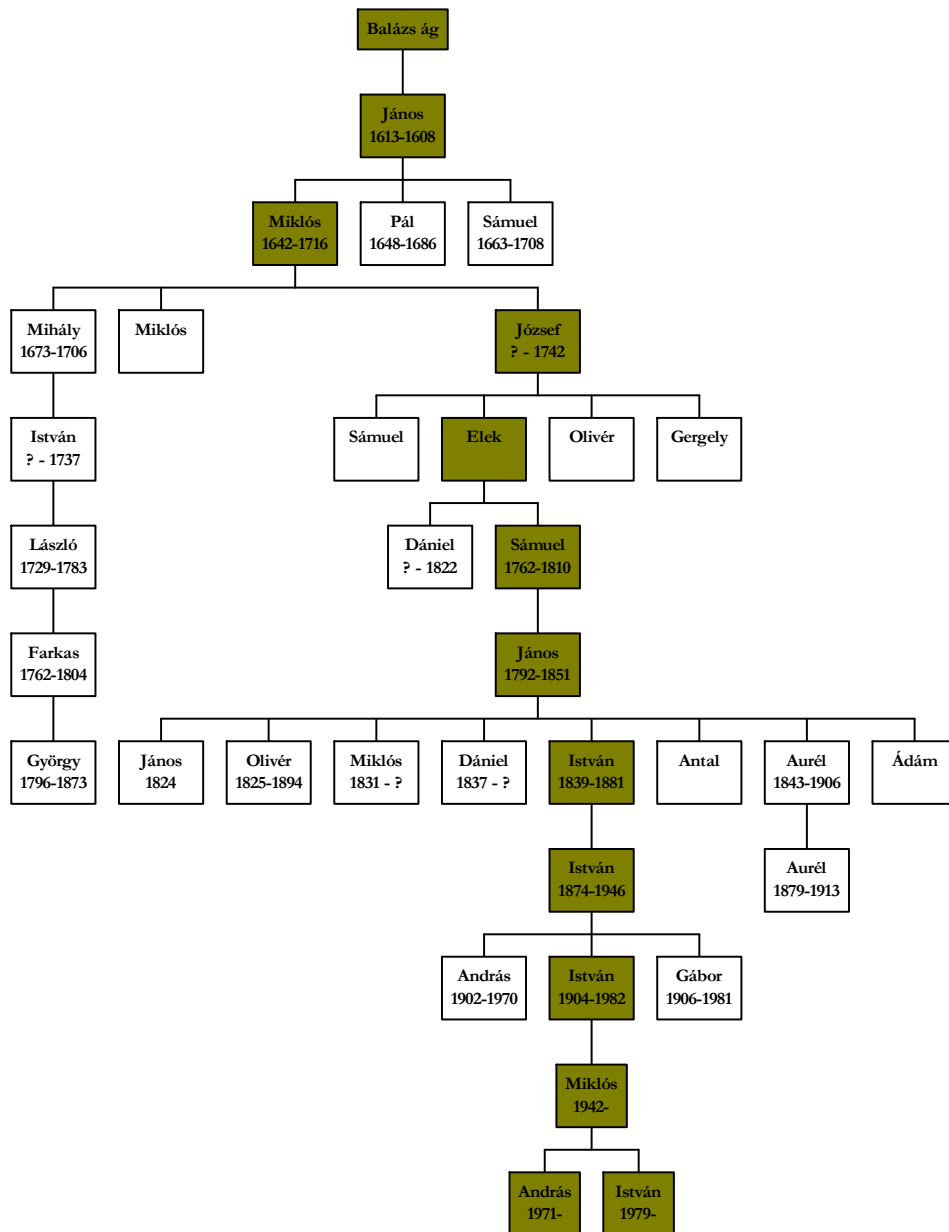 Balázs ág
János
1613-1608
Miklós
1642-1716
Pál
1648-1686
Sámuel
1663-1708
Mihály
1673-1706
Miklós
József
? - 1742
István
? - 1737
Sámuel
Elek
Olivér
Gergely
László
1729-1783
Dániel
? - 1822
Sámuel
1762-1810
Farkas
1762-1804
János
1792-1851
György
1796-1873
János
1824
Olivér
1825-1894
Miklós
1831 - ?
Dániel
1837 - ?
István
1839-1881
Antal
Aurél
1843-1906
Ádám
István
1874-1946
Aurél
1879-1913
András
1902-1970
István
1904-1982
Gábor
1906-1981
Miklós
1942-
András
1971-
István
1979-